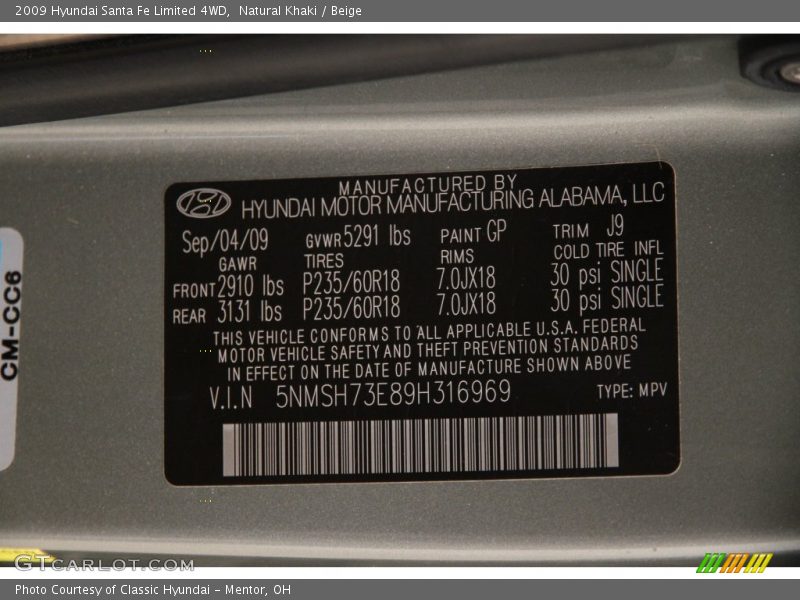 2009 Hyundai Santa Fe Limited 4WD, Natural Khaki / Beige
MANUFACTURED BY
HYUNDAI MOTOR MANUFACTURING ALABAMA, LLC
Sep/04/09 GVWR 5291 lbs PAINT GP TRIM J9
GAWR TIRES RIMS COLD TIRE INFL
FRONT 2910 lbs P235/60R18 7.0JX18 30 psi SINGLE
REAR 3131 lbs P235/60R18 7.0JX18 30 psi SINGLE
THIS VEHICLE CONFORMS TO ALL APPLICABLE U.S.A. FEDERAL
MOTOR VEHICLE SAFETY AND THEFT PREVENTION STANDARDS
IN EFFECT ON THE DATE OF MANUFACTURE SHOWN ABOVE
V.I.N 5NMSH73E89H316969 TYPE: MPV
CM-CC6
GTCARLOT.COM
Photo Courtesy of Classic Hyundai - Mentor, OH